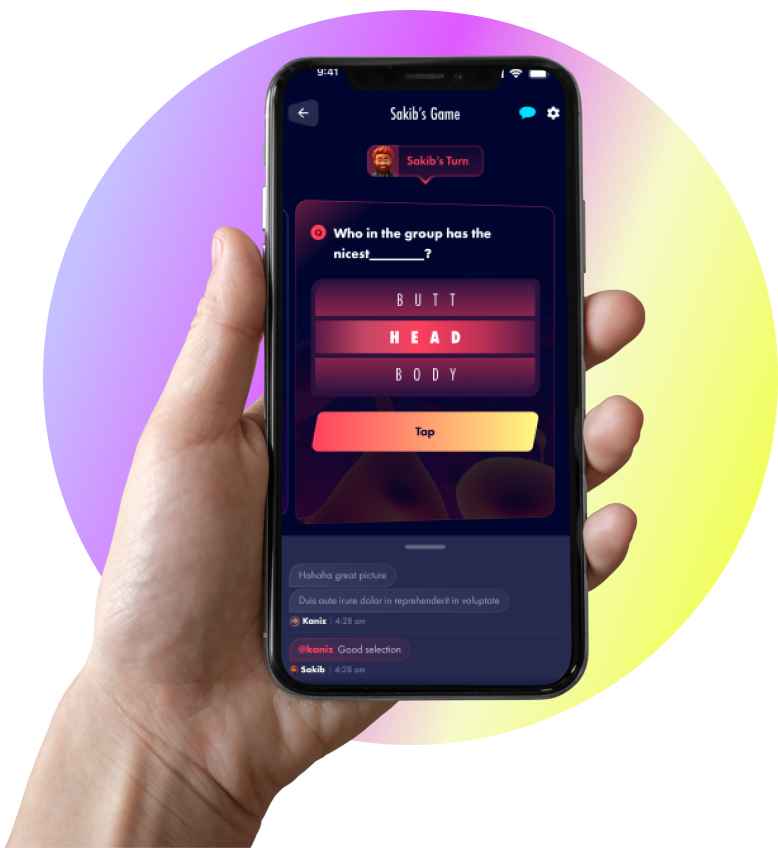 9:41
Sakib's Game
Sakib's Turn
Q Who in the group has the
nicest________?
BUTT
HEAD
BODY
Tap
Hahaha great picture
Duis aute irure dolor in reprehenderit in voluptate
Kaniz | 4:28 am
@kaniz Good selection
Sakib | 4:28 am